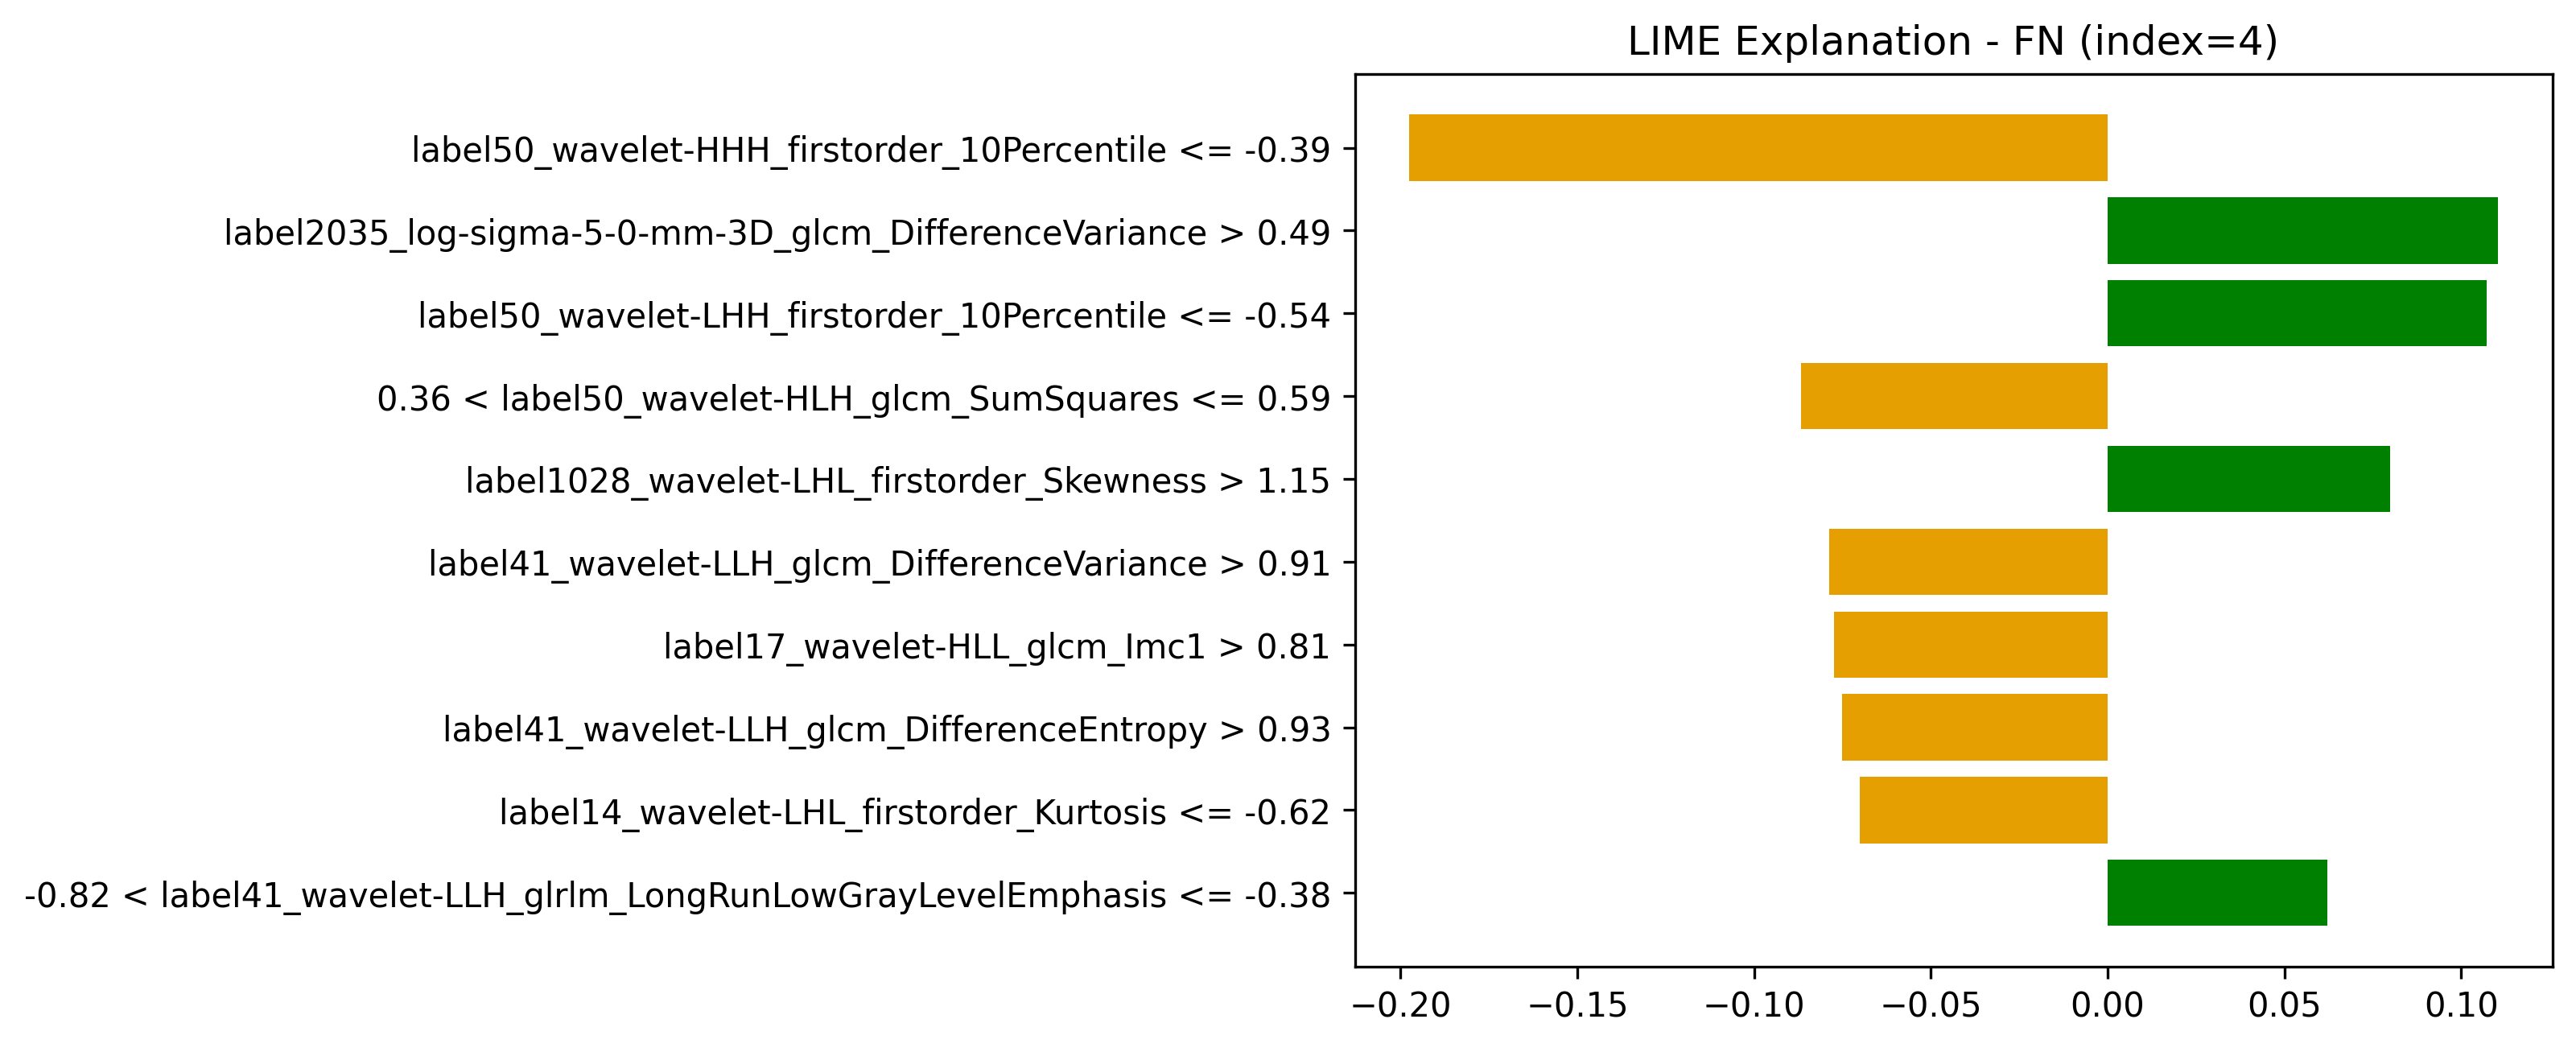 LIME Explanation - FN (index=4)
label50_wavelet-HHH_firstorder_10Percentile <= -0.39
label2035_log-sigma-5-0-mm-3D_glcm_DifferenceVariance > 0.49
label50_wavelet-LHH_firstorder_10Percentile <= -0.54
0.36 < label50_wavelet-HLH_glcm_SumSquares <= 0.59
label1028_wavelet-LHL_firstorder_Skewness > 1.15
label41_wavelet-LLH_glcm_DifferenceVariance > 0.91
label17_wavelet-HLL_glcm_Imc1 > 0.81
label41_wavelet-LLH_glcm_DifferenceEntropy > 0.93
label14_wavelet-LHL_firstorder_Kurtosis <= -0.62
-0.82 < label41_wavelet-LLH_glrlm_LongRunLowGrayLevelEmphasis <= -0.38
−0.20 −0.15 −0.10 −0.05 0.00 0.05 0.10